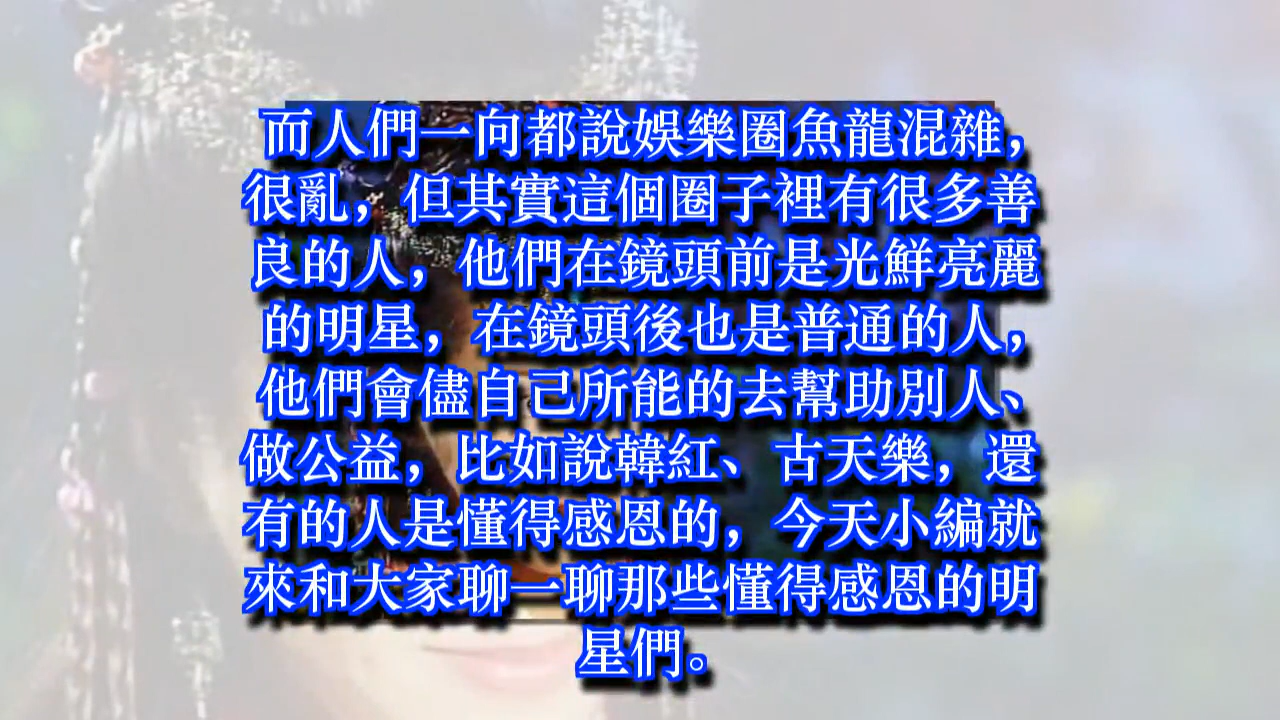 而人們一向都說娛樂圈魚龍混雜，
很亂，但其實這個圈子裡有很多善
良的人，他們在鏡頭前是光鮮亮麗
的明星，在鏡頭後也是普通的人，
他們會儘自己所能的去幫助別人、
做公益，比如說韓紅、古天樂，還
有的人是懂得感恩的，今天小編就
來和大家聊一聊那些懂得感恩的明
星們。